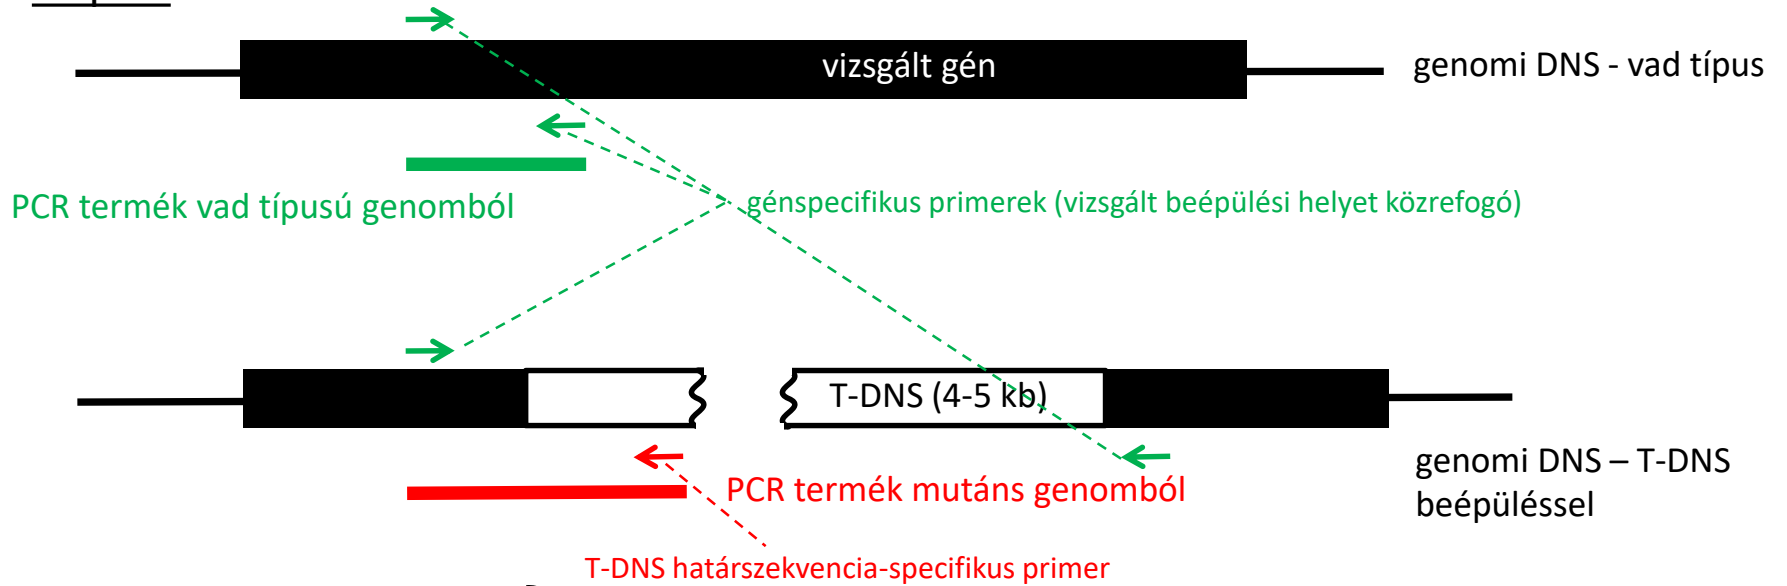 vizsgált gén
genomi DNS - vad típus
PCR termék vad típusú genomból
génspecifikus primerek (vizsgált beépülési helyet közrefogó)
T-DNS (4-5 kb)
genomi DNS – T-DNS
beépüléssel
PCR termék mutáns genomból
T-DNS határszekvencia-specifikus primer